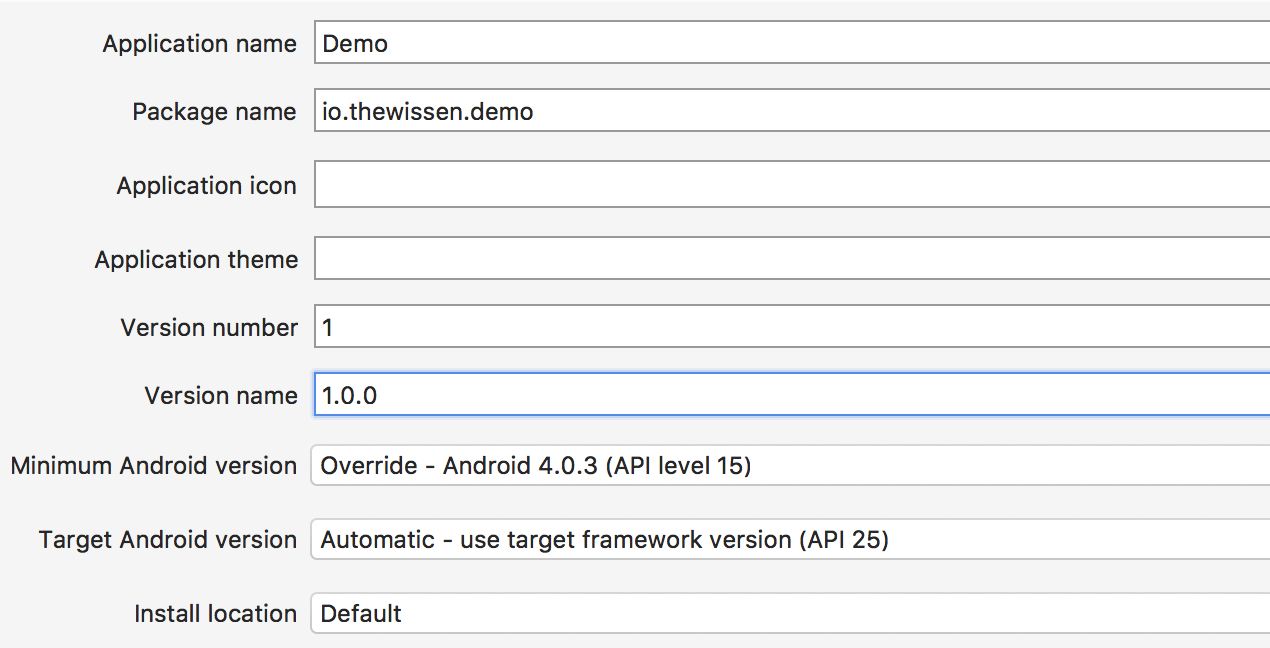 Application name Demo
Package name io.thewissen.demo
Application icon
Application theme
Version number 1
Version name 1.0.0
Minimum Android version Override - Android 4.0.3 (API level 15)
Target Android version Automatic - use target framework version (API 25)
Install location Default